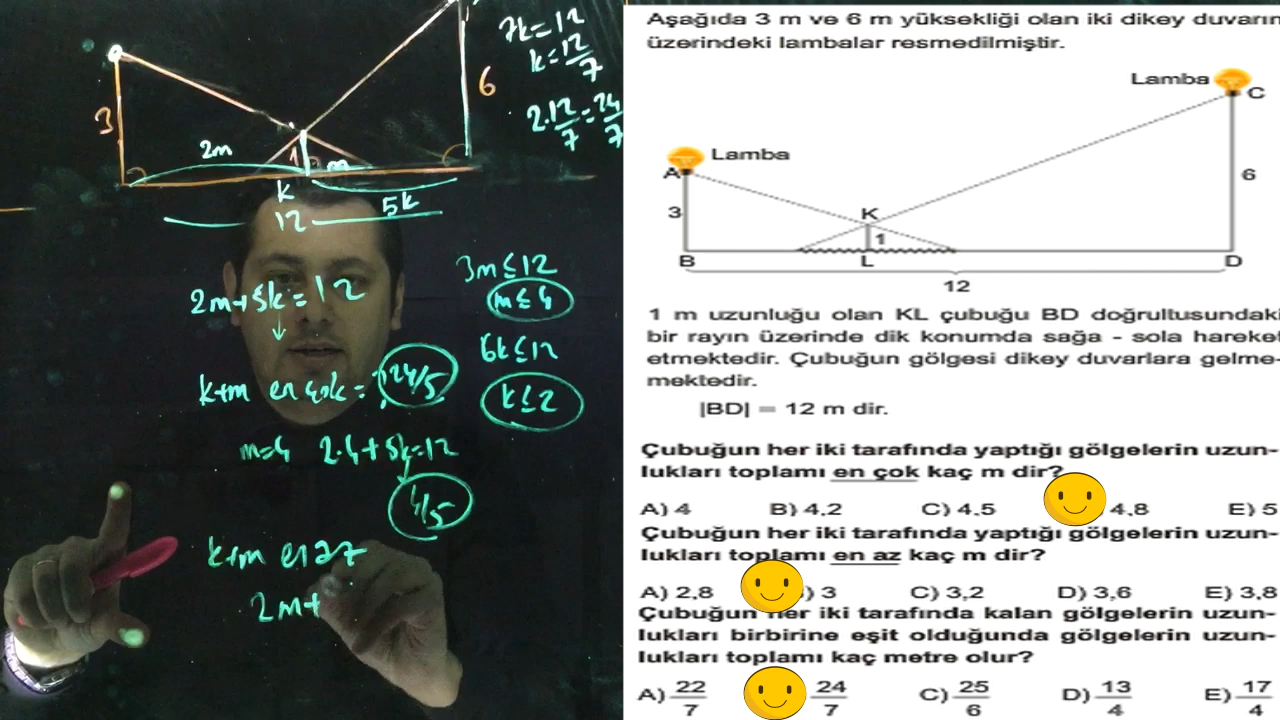 7k=12
k=12/7
2.12/7=24/7
3
6
2m
1
m
k
5k
12
2m+5k=12
k+m en çok = 24/5
m=4 2.4+5k=12
4/5
k+m en az
2m+
3m≤12
m≤4
6k≤12
k≤2
Aşağıda 3 m ve 6 m yüksekliği olan iki dikey duvarın
üzerindeki lambalar resmedilmiştir.
Lamba
C
Lamba
A
K
6
3
1
B
L
D
12
1 m uzunluğu olan KL çubuğu BD doğrultusundaki
bir rayın üzerinde dik konumda sağa - sola hareket
etmektedir. Çubuğun gölgesi dikey duvarlara gelme-
mektedir.
|BD| = 12 m dir.
Çubuğun her iki tarafında yaptığı gölgelerin uzun-
lukları toplamı en çok kaç m dir?
A) 4 B) 4,2 C) 4,5 4,8 E) 5
Çubuğun her iki tarafında yaptığı gölgelerin uzun-
lukları toplamı en az kaç m dir?
A) 2,8 ) 3 C) 3,2 D) 3,6 E) 3,8
Çubuğun her iki tarafında kalan gölgelerin uzun-
lukları birbirine eşit olduğunda gölgelerin uzun-
lukları toplamı kaç metre olur?
A) 22/7 24/7 C) 25/6 D) 13/4 E) 17/4